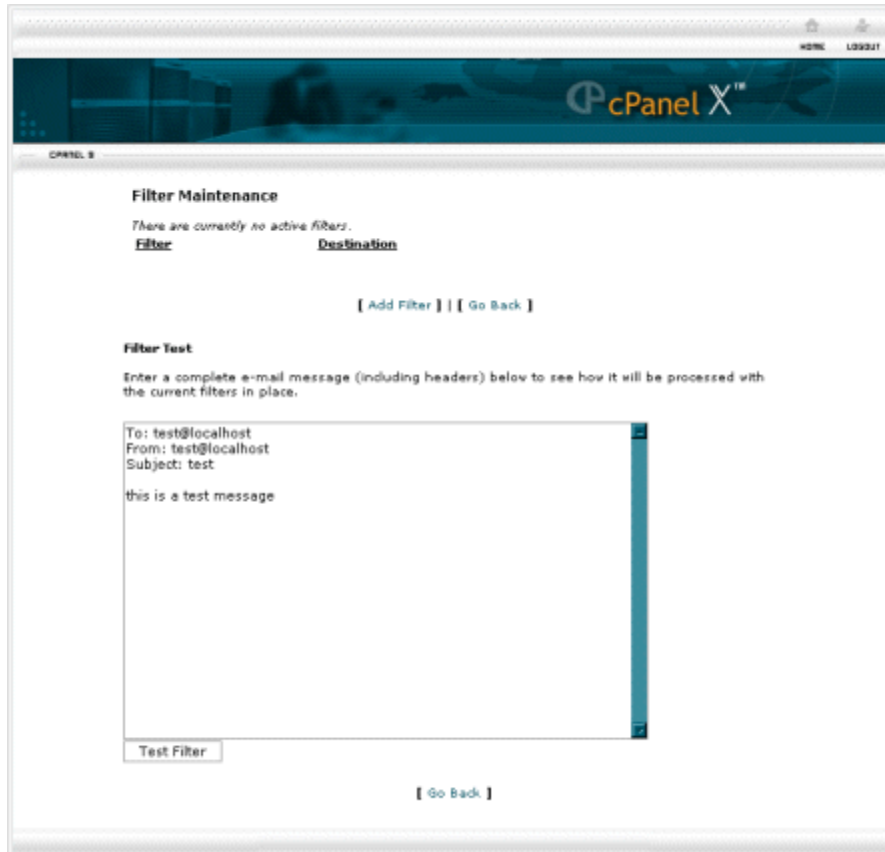 HOME LOGOUT
cPanel X™
CPANEL 9
Filter Maintenance
There are currently no active filters.
Filter Destination
[ Add Filter ] | [ Go Back ]
Filter Test
Enter a complete e-mail message (including headers) below to see how it will be processed with
the current filters in place.
To: test@localhost
From: test@localhost
Subject: test
this is a test message
Test Filter
[ Go Back ]